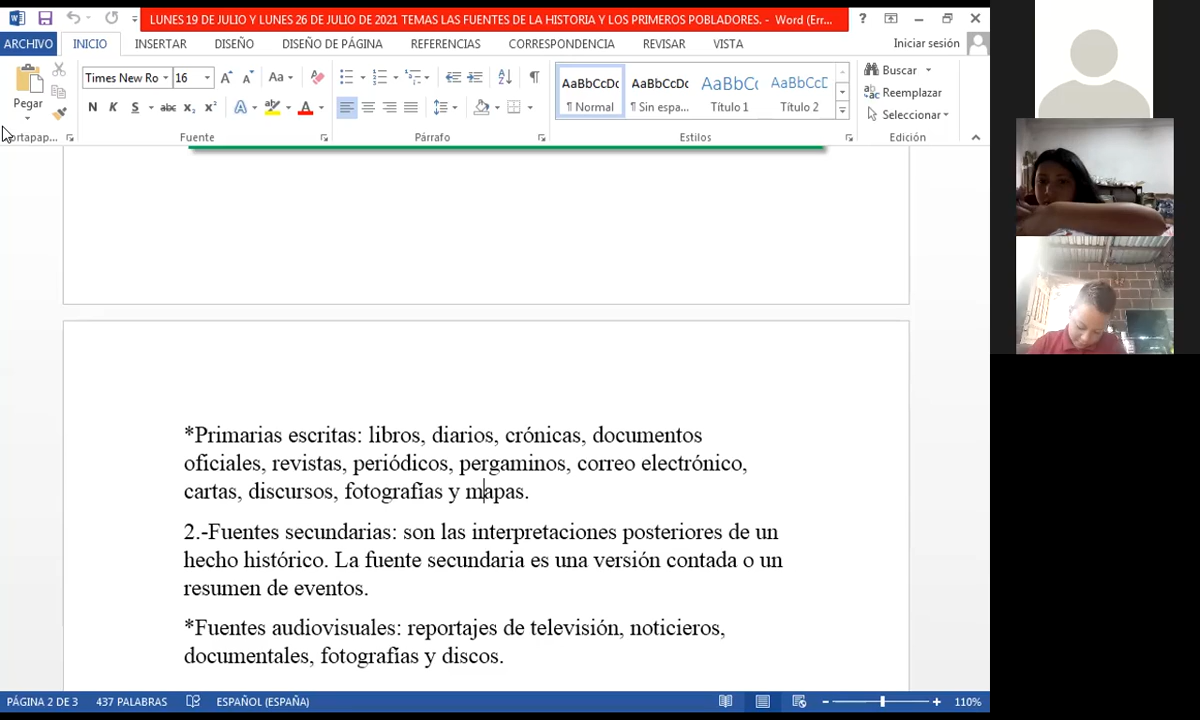 LUNES 19 DE JULIO Y LUNES 26 DE JULIO DE 2021 TEMAS LAS FUENTES DE LA HISTORIA Y LOS PRIMEROS POBLADORES. - Word (Err...
ARCHIVO INICIO INSERTAR DISEÑO DISEÑO DE PÁGINA REFERENCIAS CORRESPONDENCIA REVISAR VISTA Iniciar sesión
Times New Ro 16 Aa
Pegar
N K S abc x₂ x² A A
ortapap... Fuente Párrafo Estilos Edición
AaBbCcDc AaBbCcDc AaBbCc AaBbCcD
¶ Normal ¶ Sin espa... Título 1 Título 2
Buscar
Reemplazar
Seleccionar
*Primarias escritas: libros, diarios, crónicas, documentos
oficiales, revistas, periódicos, pergaminos, correo electrónico,
cartas, discursos, fotografías y mapas.
2.-Fuentes secundarias: son las interpretaciones posteriores de un
hecho histórico. La fuente secundaria es una versión contada o un
resumen de eventos.
*Fuentes audiovisuales: reportajes de televisión, noticieros,
documentales, fotografías y discos.
PÁGINA 2 DE 3 437 PALABRAS ESPAÑOL (ESPAÑA) 110%